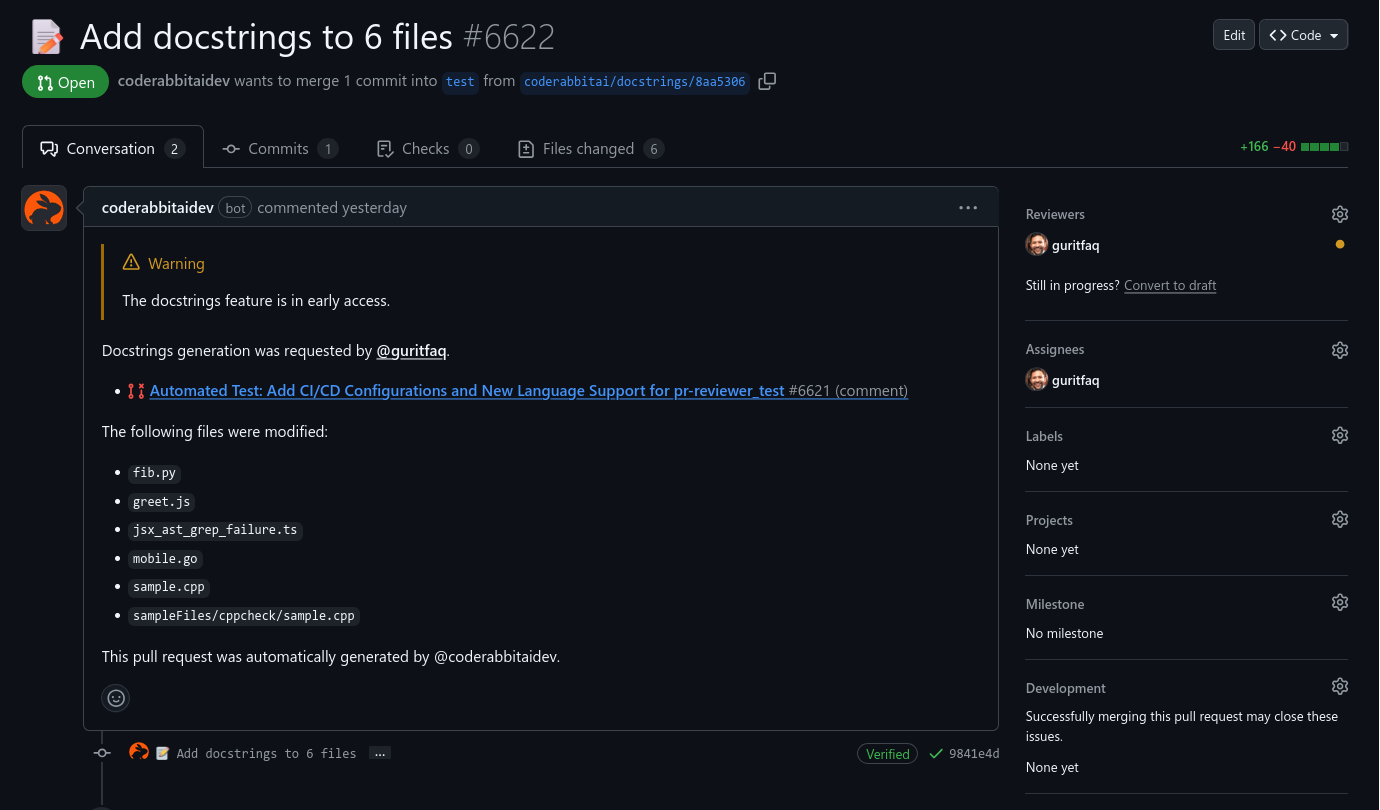 📝 Add docstrings to 6 files #6622
Edit
Code
Open
coderabbitaidev wants to merge 1 commit into test from coderabbitai/docstrings/8aa5306
Conversation 2
Commits 1
Checks 0
Files changed 6
+166 −40
coderabbitaidev bot commented yesterday
Warning
The docstrings feature is in early access.
Docstrings generation was requested by @guritfaq.
• Automated Test: Add CI/CD Configurations and New Language Support for pr-reviewer_test #6621 (comment)
The following files were modified:
• fib.py
• greet.js
• jsx_ast_grep_failure.ts
• mobile.go
• sample.cpp
• sampleFiles/cppcheck/sample.cpp
This pull request was automatically generated by @coderabbitaidev.
📝 Add docstrings to 6 files …
Verified
9841e4d
Reviewers
guritfaq
Still in progress? Convert to draft
Assignees
guritfaq
Labels
None yet
Projects
None yet
Milestone
No milestone
Development
Successfully merging this pull request may close these
issues.
None yet